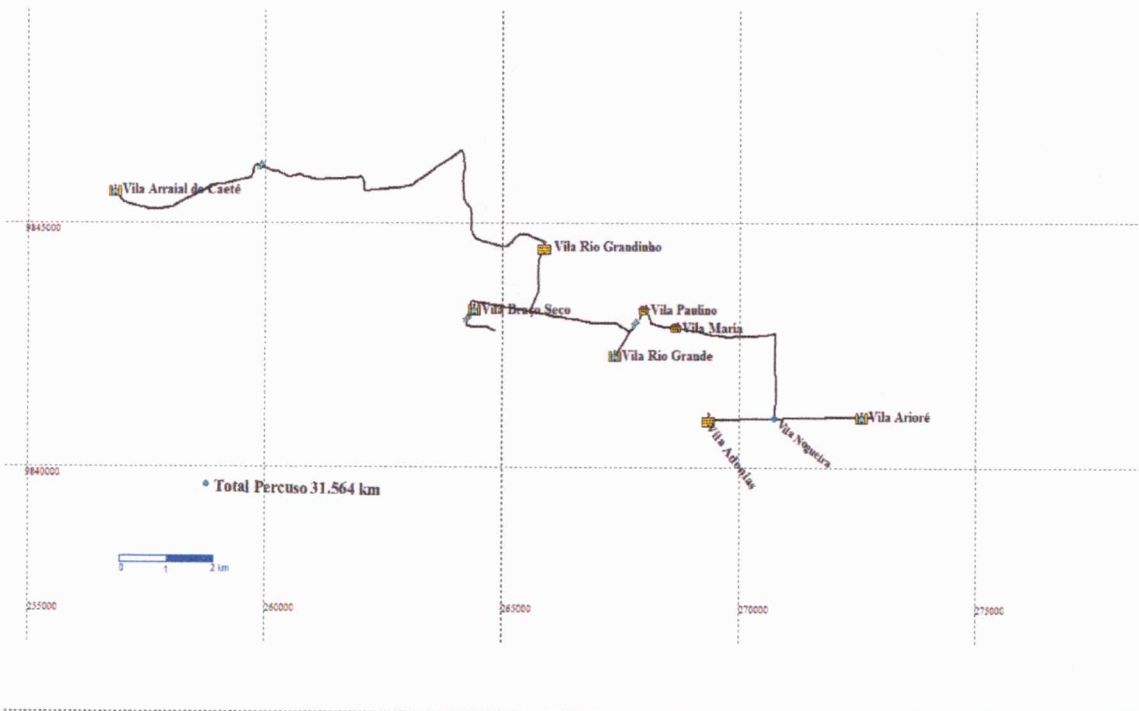 Vila Arraial do Caeté
9845000
Vila Rio Grandinho
Vila Braço Seco
Vila Paulino
Vila Maria
Vila Rio Grande
Vila Arioré
Vila Nogueira
Vila Adonias
9840000
Total Percuso 31.564 km
0 1 2 km
255000
260000
265000
270000
275000